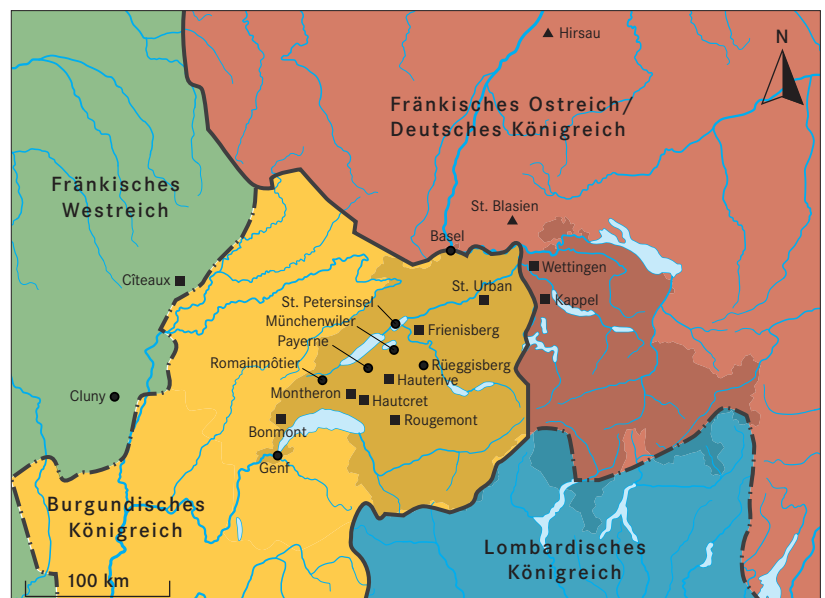 Hirsau
N
Fränkisches Ostreich/
Deutsches Königreich
Fränkisches
Westreich
St. Blasien
Basel
Wettingen
Cîteaux
St. Urban
Kappel
St. Petersinsel
Münchenwiler
Frienisberg
Payerne
Romainmôtier
Rüeggisberg
Hauterive
Cluny
Montheron
Hautcret
Rougemont
Bonmont
Genf
Burgundisches
Königreich
Lombardisches
Königreich
100 km